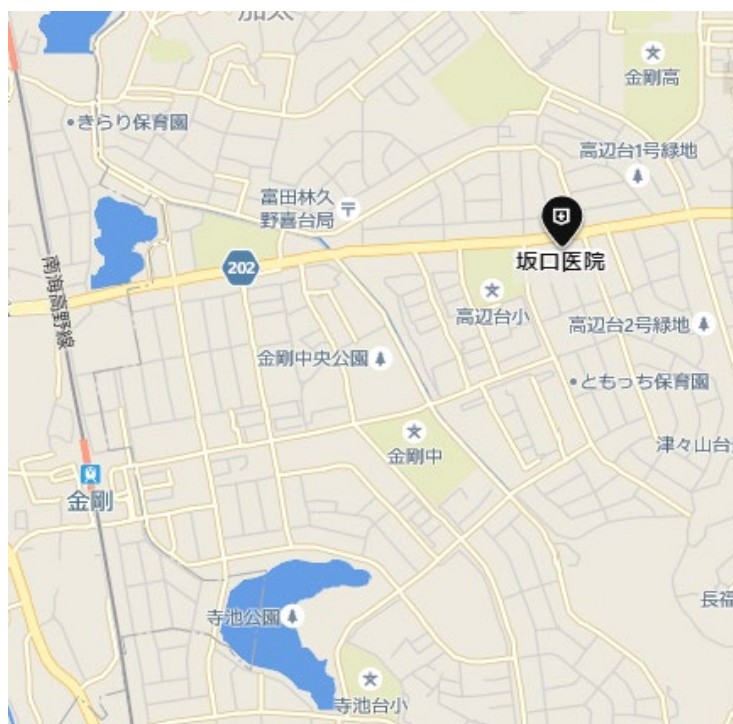 加太
金剛高
きらり保育園
高辺台1号緑地
富田林久
野喜台局
坂口医院
202
南海高野線
高辺台小
高辺台2号緑地
金剛中央公園
ともっち保育園
金剛中
津々山台
金剛
長福
寺池公園
寺池台小